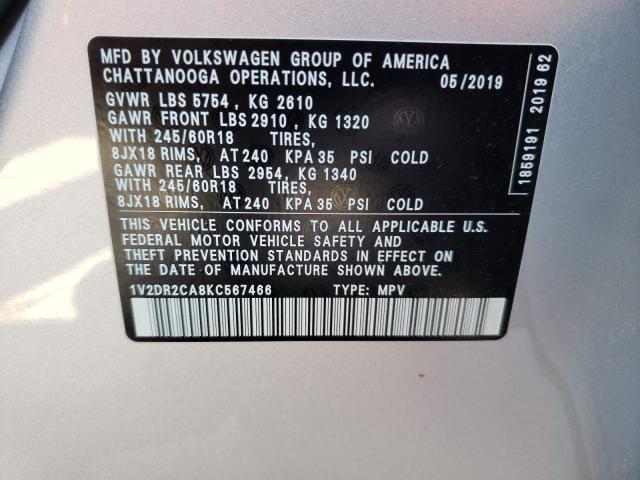 MFD BY VOLKSWAGEN GROUP OF AMERICA
CHATTANOOGA OPERATIONS, LLC. 05/2019
GVWR LBS 5754 , KG 2610
GAWR FRONT LBS 2910 , KG 1320
WITH 245/60R18 TIRES,
8JX18 RIMS, AT 240 KPA 35 PSI COLD
GAWR REAR LBS 2954 , KG 1340
WITH 245/60R18 TIRES,
8JX18 RIMS, AT 240 KPA 35 PSI COLD
THIS VEHICLE CONFORMS TO ALL APPLICABLE U.S.
FEDERAL MOTOR VEHICLE SAFETY AND
THEFT PREVENTION STANDARDS IN EFFECT ON
THE DATE OF MANUFACTURE SHOWN ABOVE.
1V2DR2CA8KC567466 TYPE: MPV
1859191 2019 62